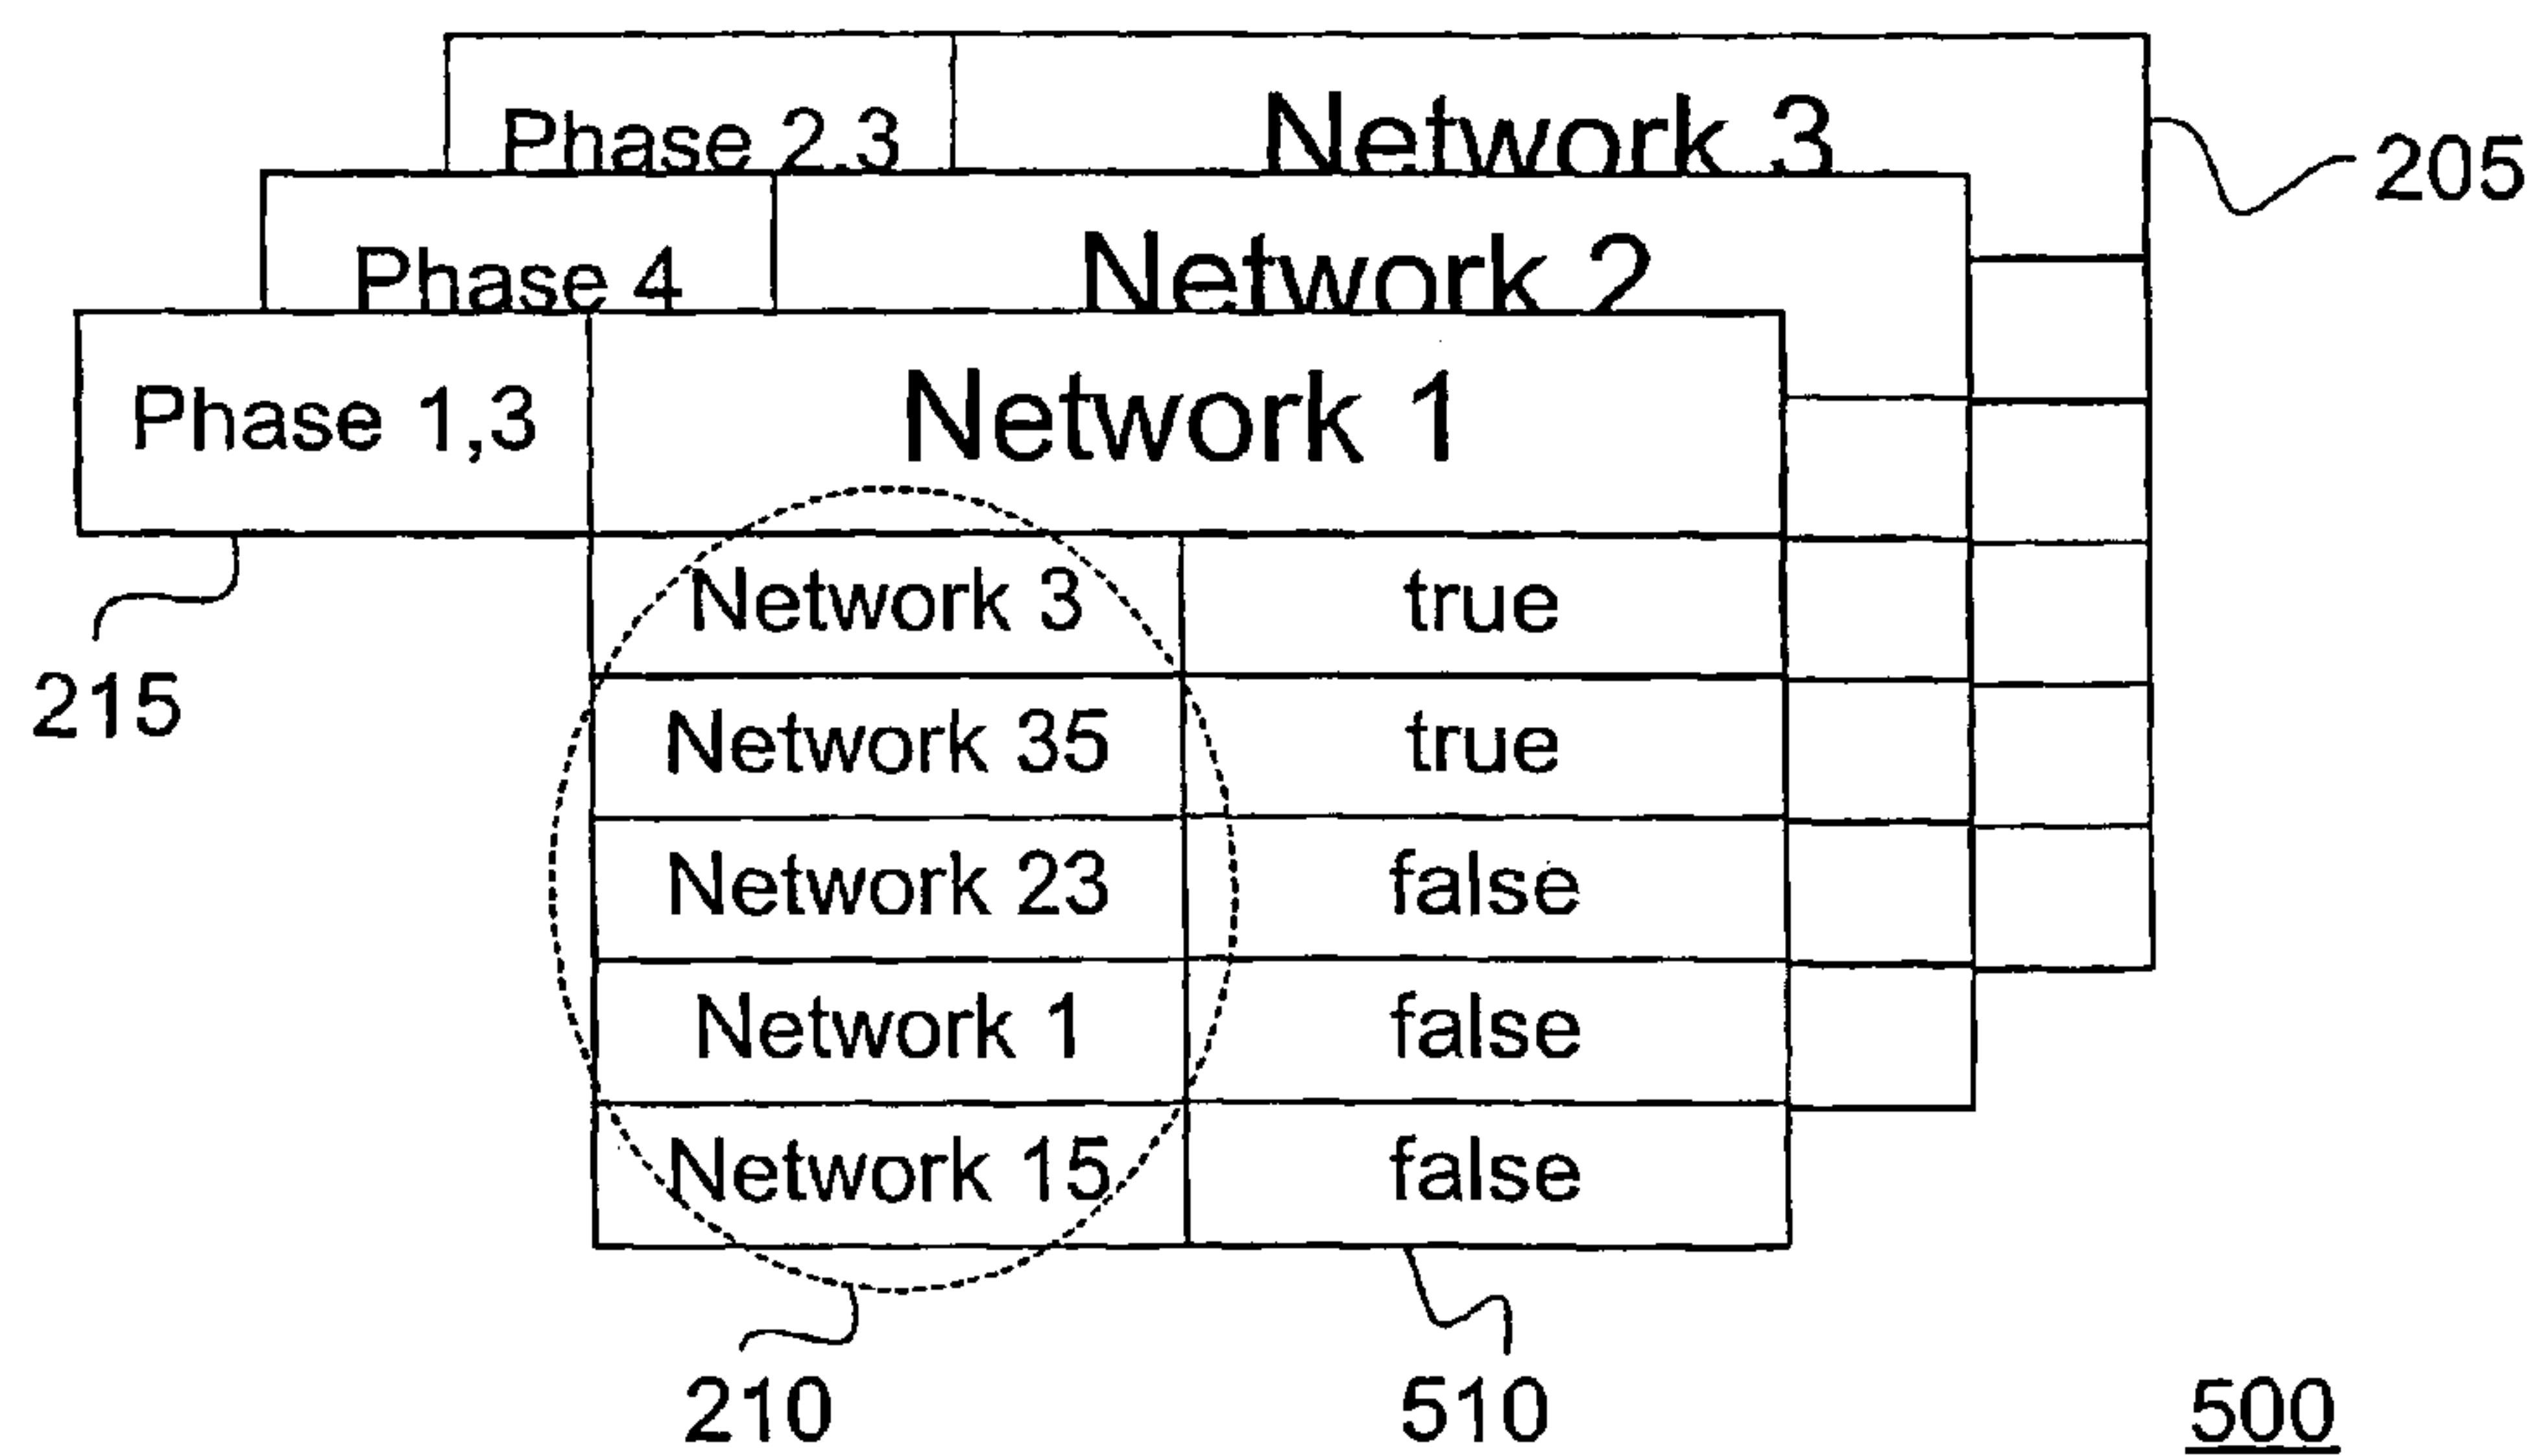 Phase 2,3 Network 3
205
Phase 4 Network 2
Phase 1,3 Network 1
Network 3 true
215
Network 35 true
Network 23 false
Network 1 false
Network 15 false
210 510
500